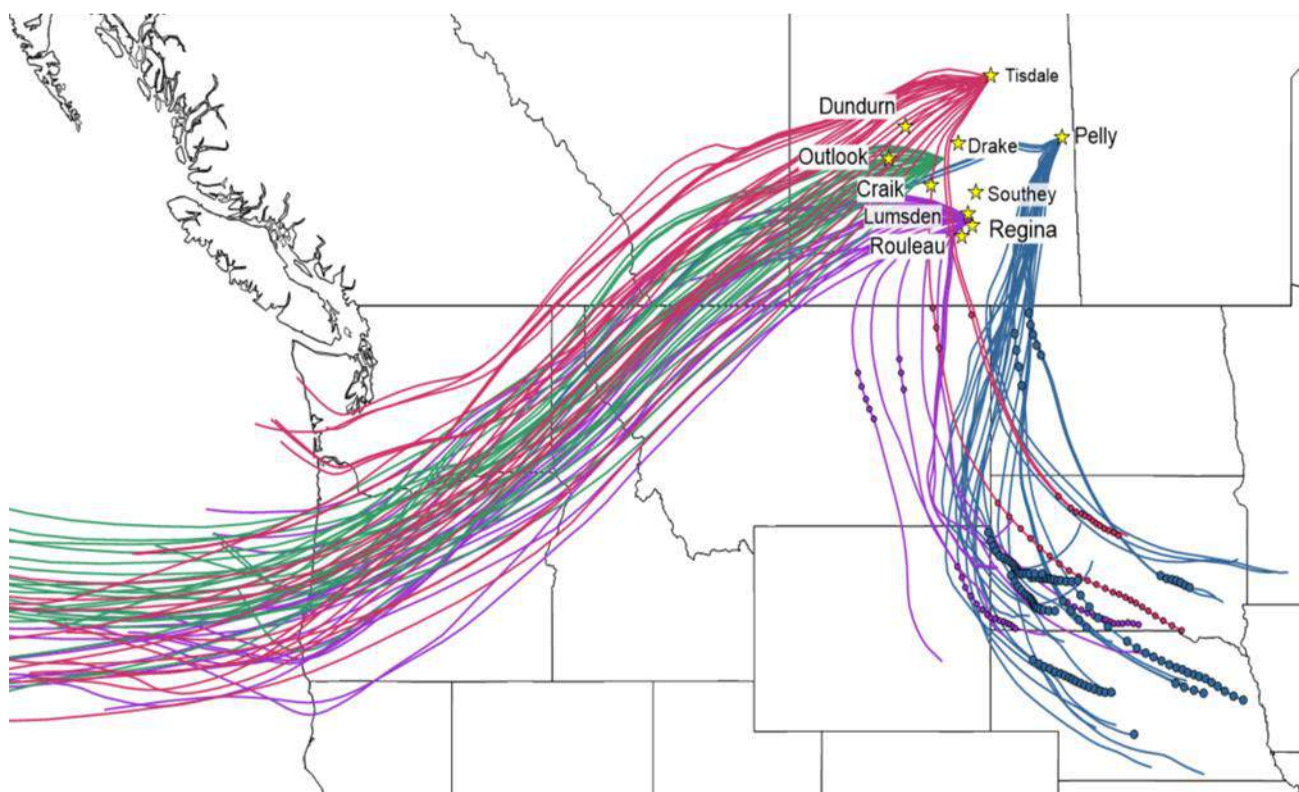 Tisdale
Dundurn
Pelly
Drake
Outlook
Craik
Southey
Lumsden
Regina
Rouleau